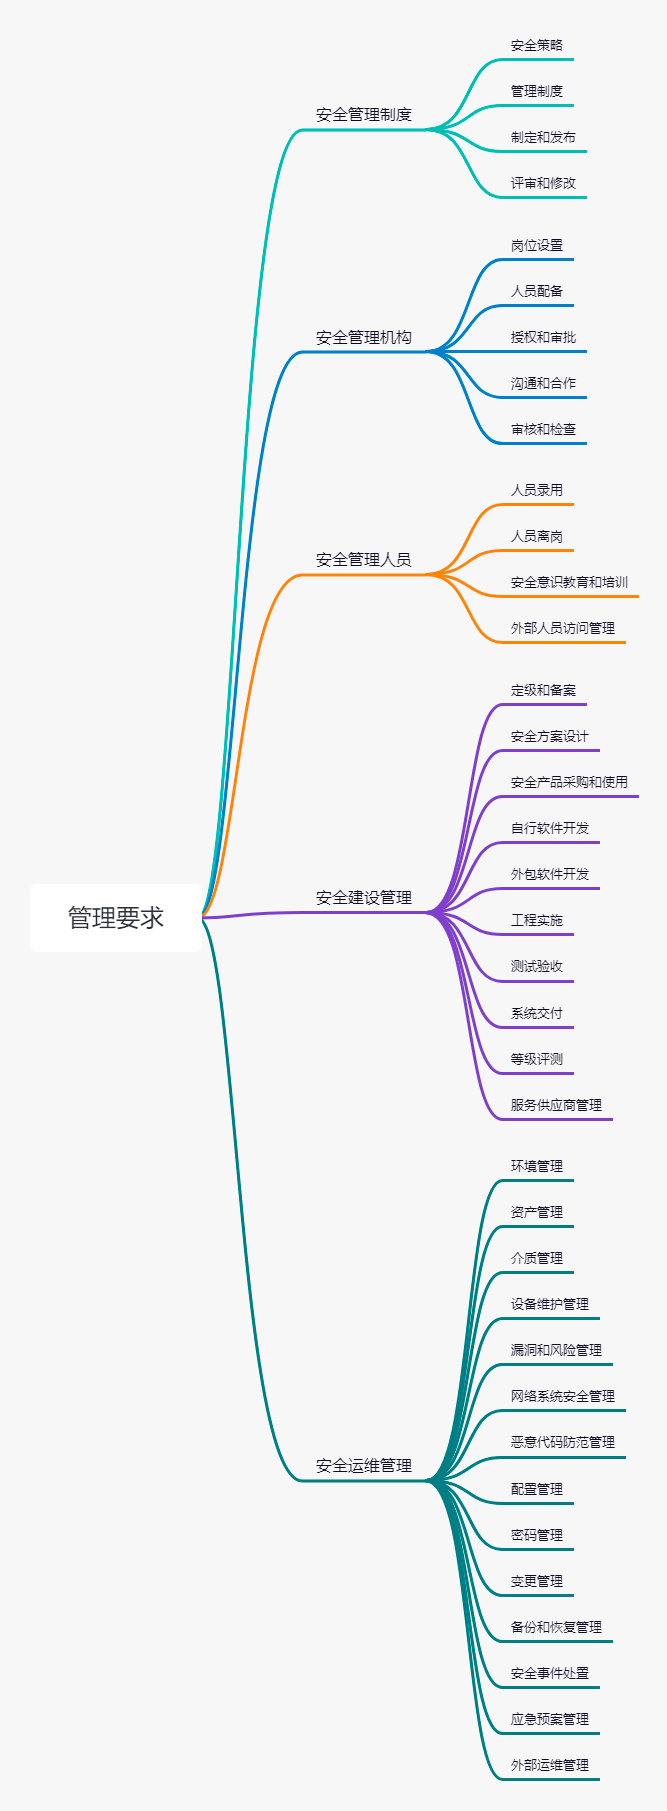 管理要求
安全管理制度
安全策略
管理制度
制定和发布
评审和修改
安全管理机构
岗位设置
人员配备
授权和审批
沟通和合作
审核和检查
安全管理人员
人员录用
人员离岗
安全意识教育和培训
外部人员访问管理
安全建设管理
定级和备案
安全方案设计
安全产品采购和使用
自行软件开发
外包软件开发
工程实施
测试验收
系统交付
等级评测
服务供应商管理
安全运维管理
环境管理
资产管理
介质管理
设备维护管理
漏洞和风险管理
网络系统安全管理
恶意代码防范管理
配置管理
密码管理
变更管理
备份和恢复管理
安全事件处置
应急预案管理
外部运维管理